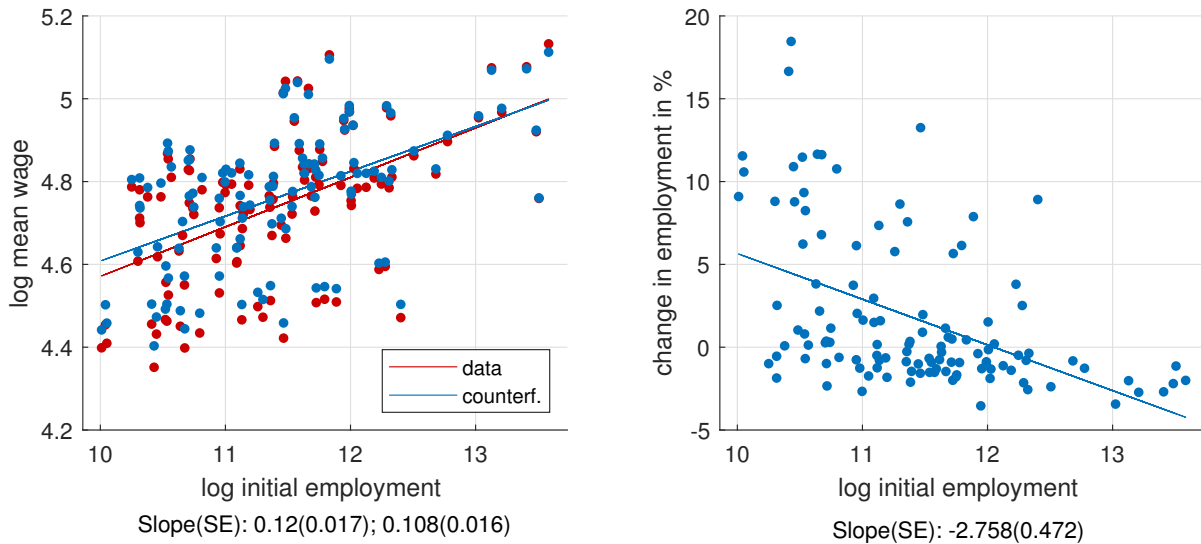 5.2
5
4.8
4.6
4.4
4.2
log mean wage
10 11 12 13
log initial employment
data
counterf.
Slope(SE): 0.12(0.017); 0.108(0.016)
20
15
10
5
0
-5
change in employment in %
10 11 12 13
log initial employment
Slope(SE): -2.758(0.472)